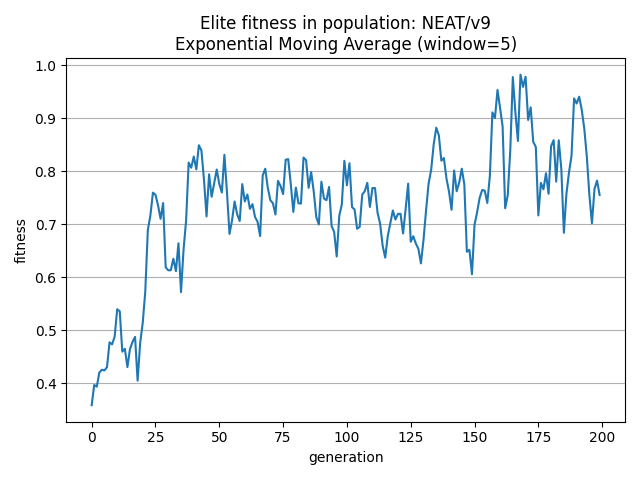 Elite fitness in population: NEAT/v9
Exponential Moving Average (window=5)
1.0
0.9
0.8
0.7
0.6
0.5
0.4
fitness
0 25 50 75 100 125 150 175 200
generation